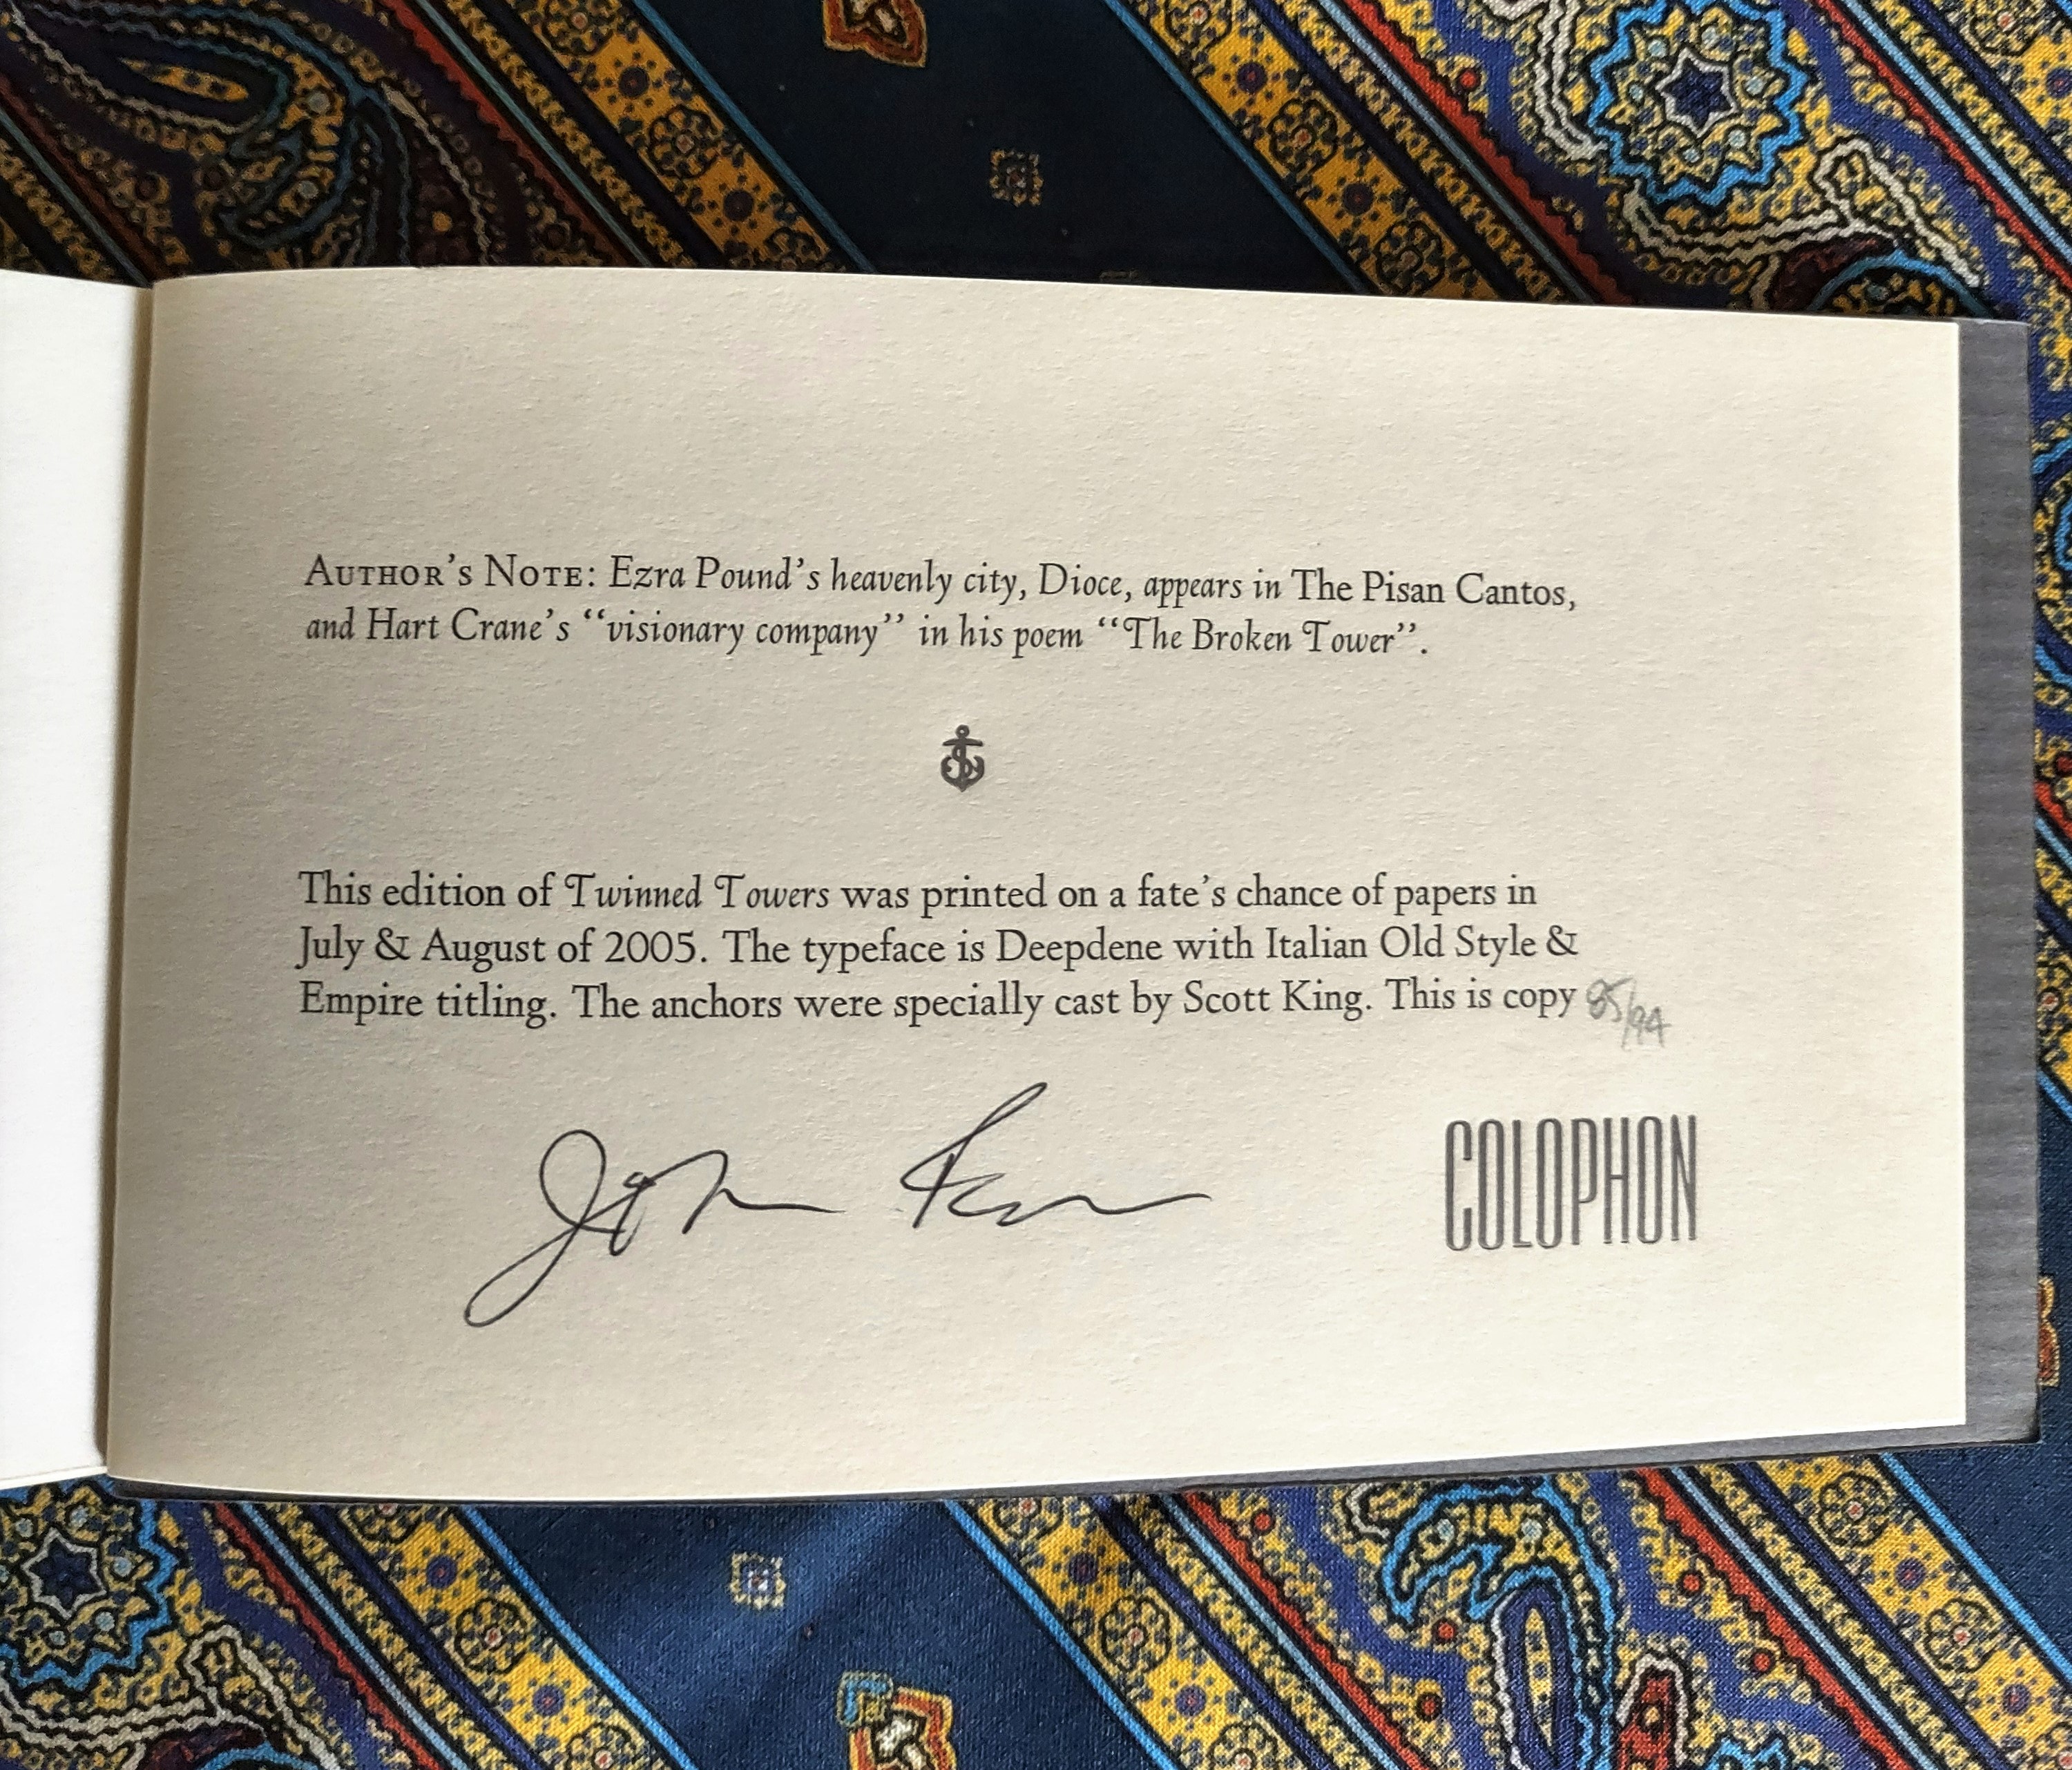 AUTHOR'S NOTE: Ezra Pound's heavenly city, Dioce, appears in The Pisan Cantos,
and Hart Crane's “visionary company” in his poem “The Broken Tower”.
This edition of Twinned Towers was printed on a fate's chance of papers in
July & August of 2005. The typeface is Deepdene with Italian Old Style &
Empire titling. The anchors were specially cast by Scott King. This is copy 85/94
John
COLOPHON